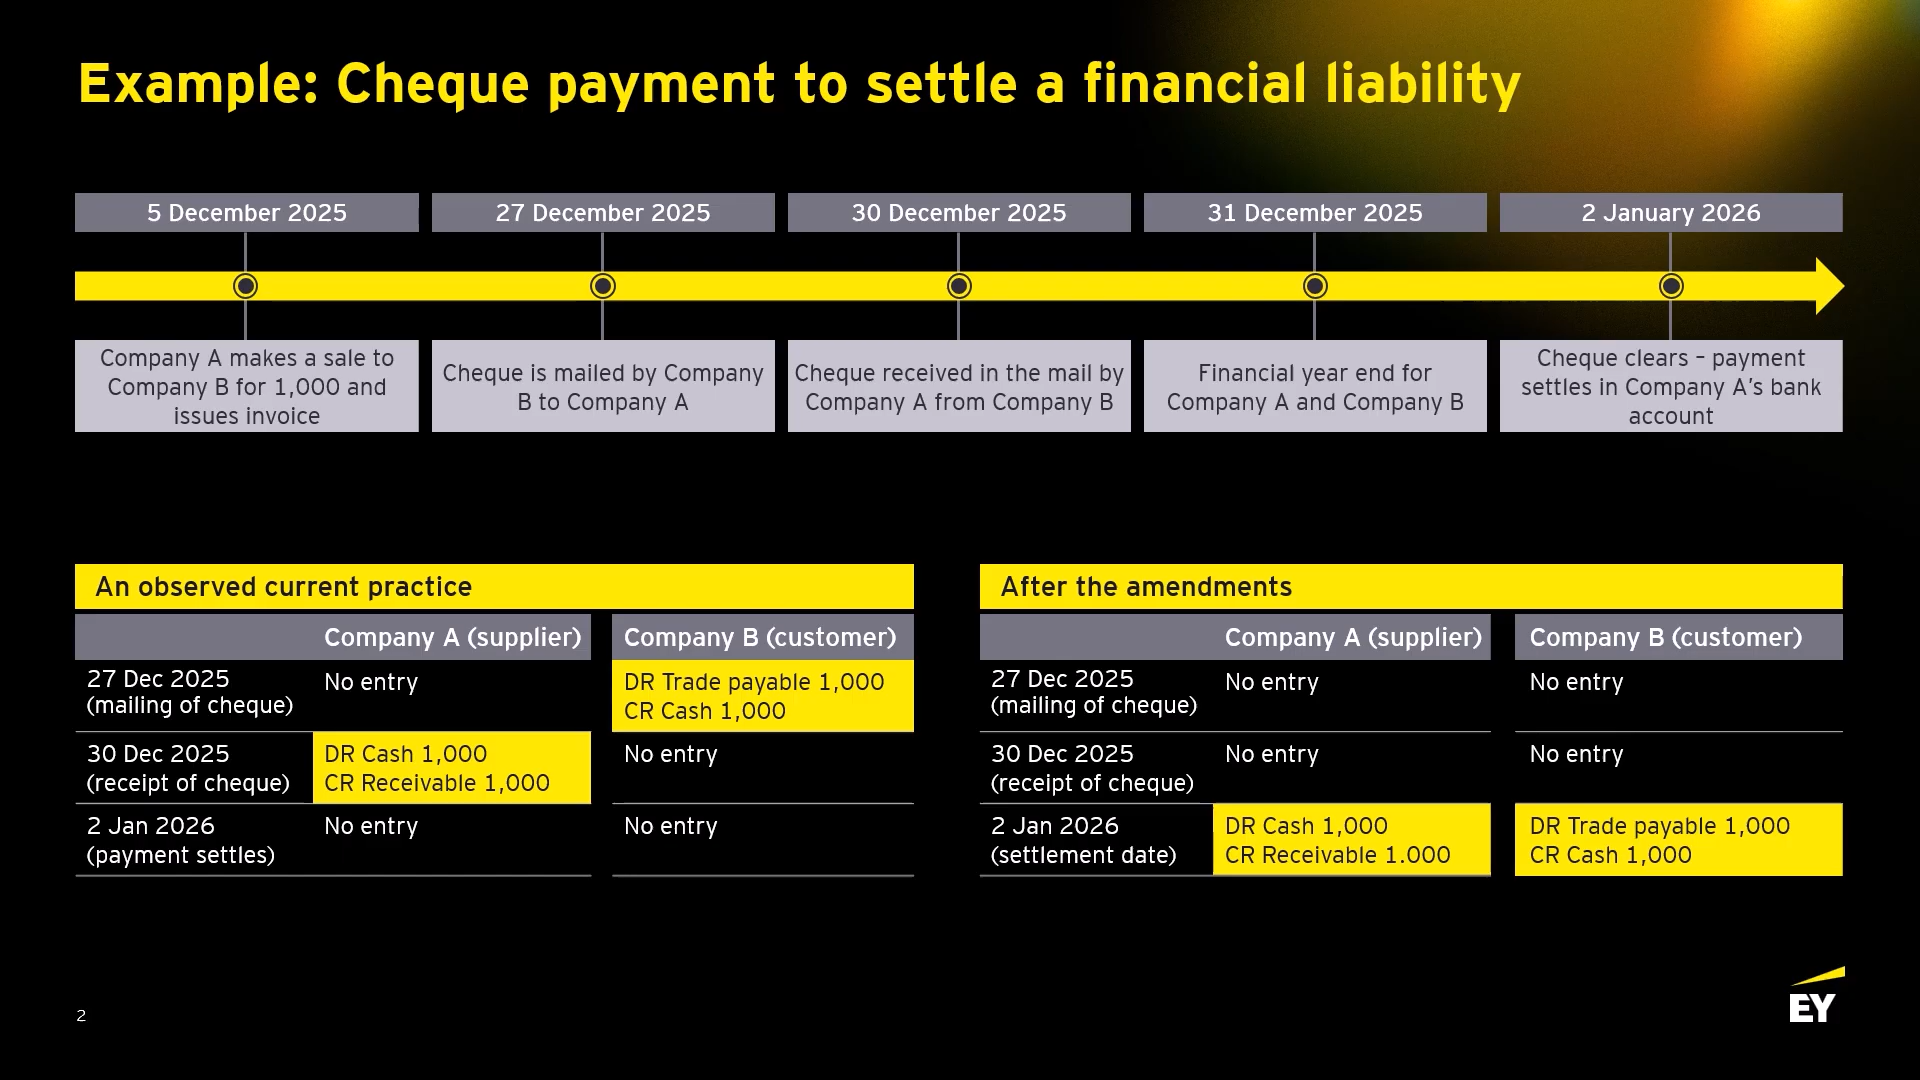 Example: Cheque payment to settle a financial liability
5 December 2025
27 December 2025
30 December 2025
31 December 2025
2 January 2026
Company A makes a sale to
Company B for 1,000 and
issues invoice
Cheque is mailed by Company
B to Company A
Cheque received in the mail by
Company A from Company B
Financial year end for
Company A and Company B
Cheque clears – payment
settles in Company A’s bank
account
An observed current practice
Company A (supplier) Company B (customer)
27 Dec 2025
(mailing of cheque)
No entry
DR Trade payable 1,000
CR Cash 1,000
30 Dec 2025
(receipt of cheque)
DR Cash 1,000
CR Receivable 1,000
No entry
2 Jan 2026
(payment settles)
No entry
No entry
After the amendments
Company A (supplier) Company B (customer)
27 Dec 2025
(mailing of cheque)
No entry
No entry
30 Dec 2025
(receipt of cheque)
No entry
No entry
2 Jan 2026
(settlement date)
DR Cash 1,000
CR Receivable 1.000
DR Trade payable 1,000
CR Cash 1,000
2
EY